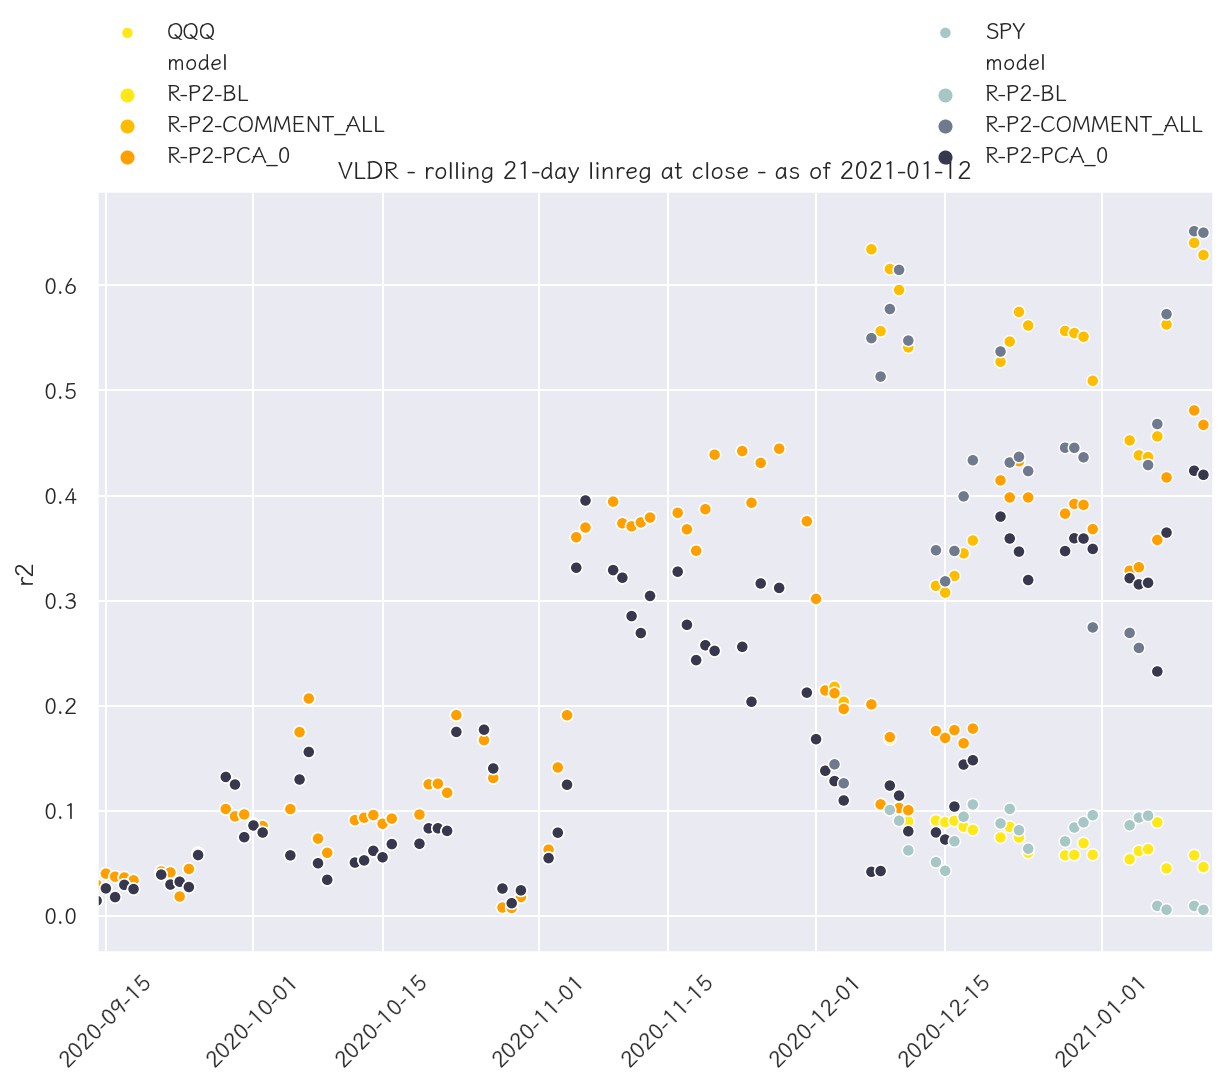 QQQ
model
R-P2-BL
R-P2-COMMENT_ALL
R-P2-PCA_0
SPY
model
R-P2-BL
R-P2-COMMENT_ALL
R-P2-PCA_0
VLDR - rolling 21-day linreg at close - as of 2021-01-12
r2
0.6
0.5
0.4
0.3
0.2
0.1
0.0
2020-09-15
2020-10-01
2020-10-15
2020-11-01
2020-11-15
2020-12-01
2020-12-15
2021-01-01